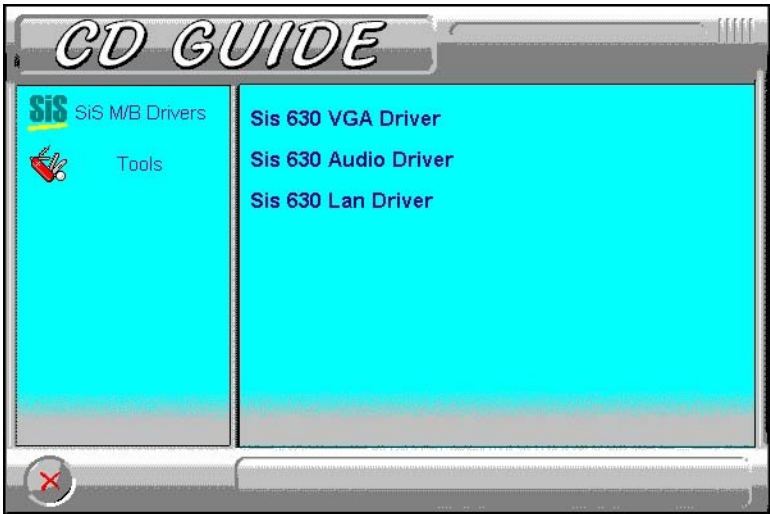 CD GUIDE
SiS SiS M/B Drivers
Tools
Sis 630 VGA Driver
Sis 630 Audio Driver
Sis 630 Lan Driver